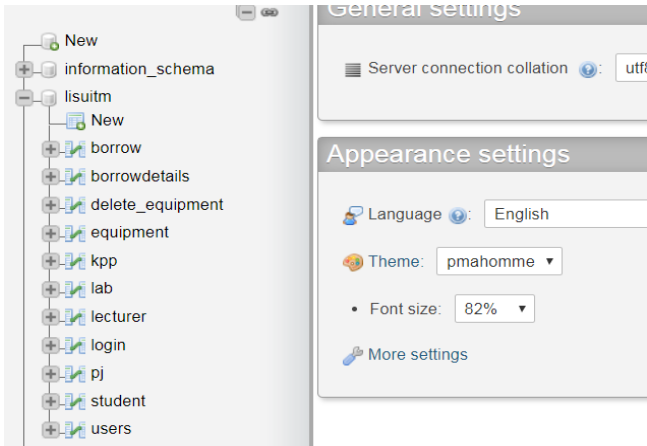 New
information_schema
lisuitm
New
borrow
borrowdetails
delete_equipment
equipment
kpp
lab
lecturer
login
pj
student
users
General settings
Server connection collation : utf8
Appearance settings
Language : English
Theme: pmahomme
Font size: 82%
More settings